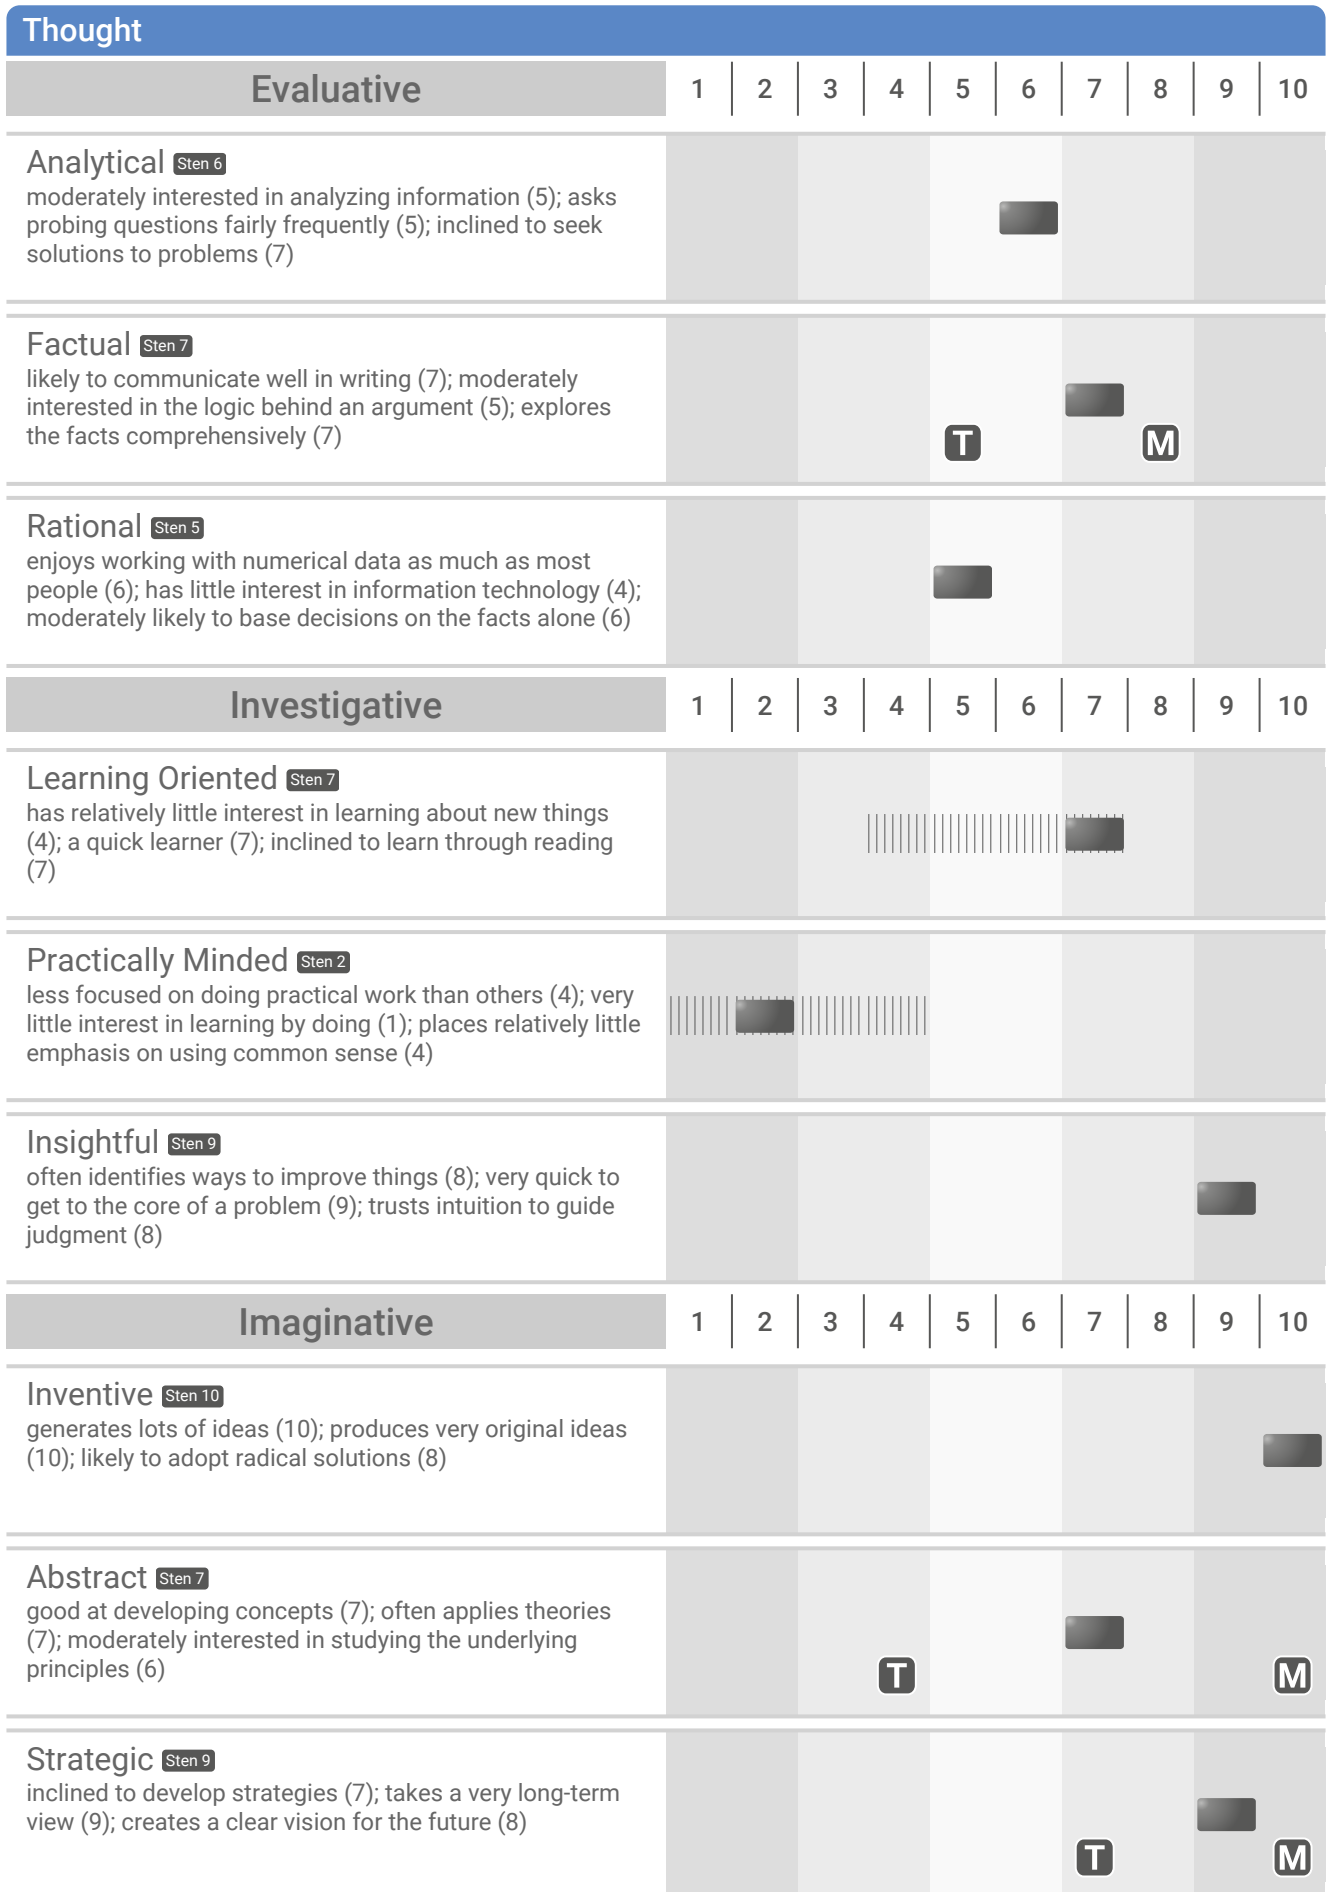 Thought
Evaluative 1 2 3 4 5 6 7 8 9 10
Analytical Sten 6
moderately interested in analyzing information (5); asks
probing questions fairly frequently (5); inclined to seek
solutions to problems (7)
Factual Sten 7
likely to communicate well in writing (7); moderately
interested in the logic behind an argument (5); explores
the facts comprehensively (7)
T M
Rational Sten 5
enjoys working with numerical data as much as most
people (6); has little interest in information technology (4);
moderately likely to base decisions on the facts alone (6)
Investigative 1 2 3 4 5 6 7 8 9 10
Learning Oriented Sten 7
has relatively little interest in learning about new things
(4); a quick learner (7); inclined to learn through reading
(7)
Practically Minded Sten 2
less focused on doing practical work than others (4); very
little interest in learning by doing (1); places relatively little
emphasis on using common sense (4)
Insightful Sten 9
often identifies ways to improve things (8); very quick to
get to the core of a problem (9); trusts intuition to guide
judgment (8)
Imaginative 1 2 3 4 5 6 7 8 9 10
Inventive Sten 10
generates lots of ideas (10); produces very original ideas
(10); likely to adopt radical solutions (8)
Abstract Sten 7
good at developing concepts (7); often applies theories
(7); moderately interested in studying the underlying
principles (6)
T M
Strategic Sten 9
inclined to develop strategies (7); takes a very long-term
view (9); creates a clear vision for the future (8)
T M